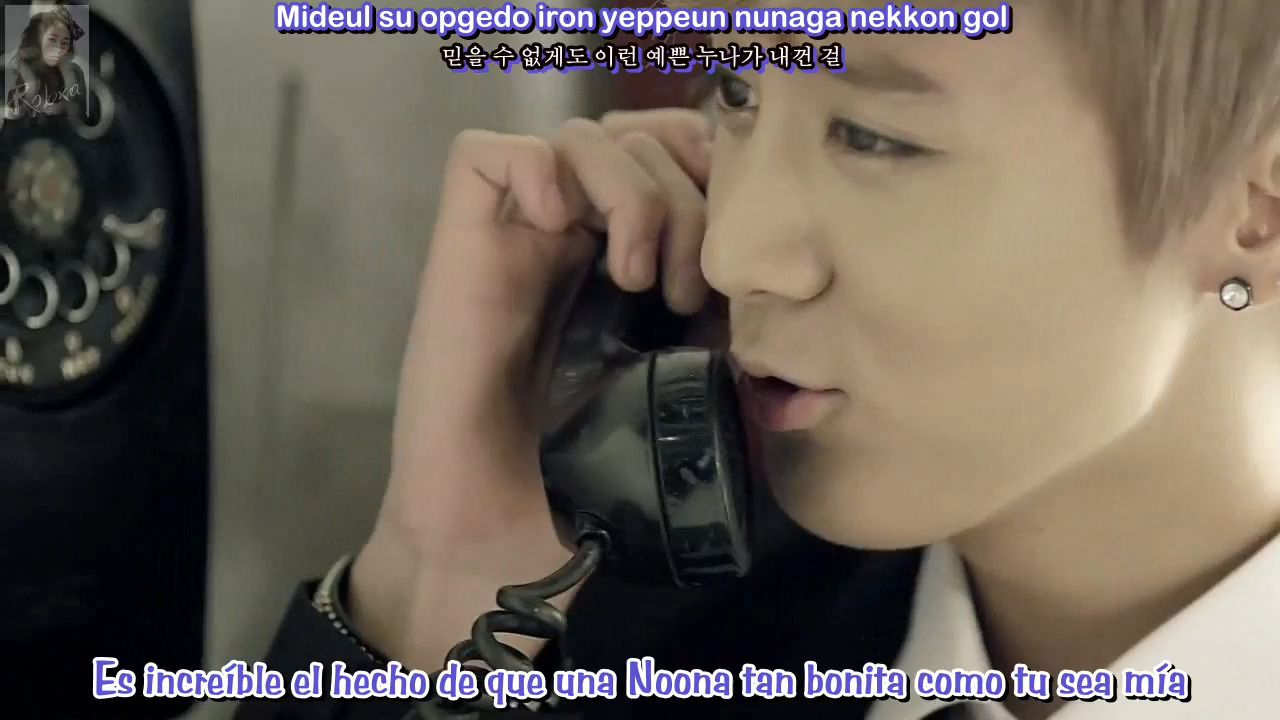 Mideul su opgedo iron yeppeun nunaga nekkon gol
믿을 수 없게도 이런 예쁜 누나가 내껀 걸
Rakxa
Es increíble el hecho de que una Noona tan bonita como tu sea mía